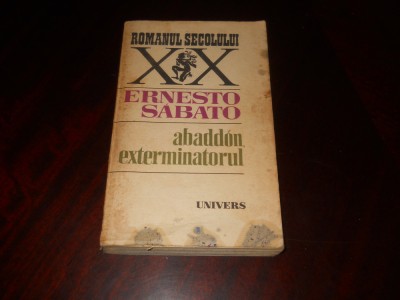 ROMANUL SECOLULUI
XX
ERNESTO
SABATO
abaddón
exterminatorul
UNIVERS